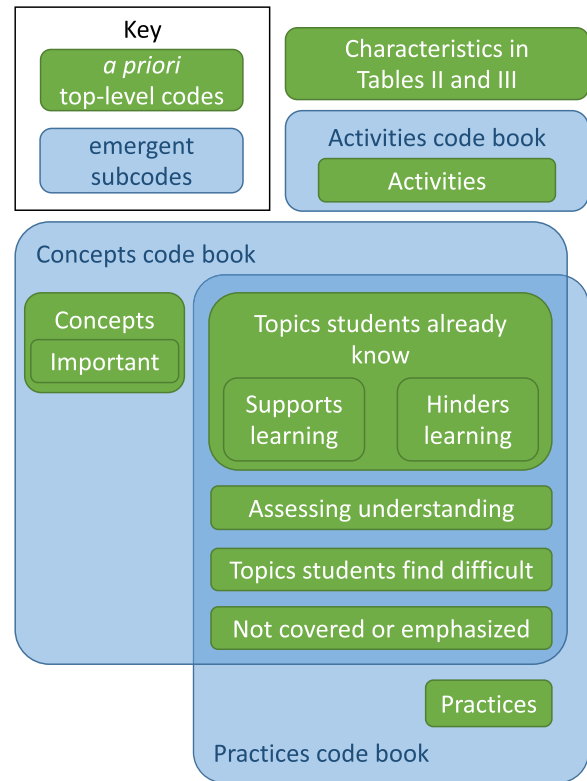 Key
a priori
top-level codes
emergent
subcodes
Characteristics in
Tables II and III
Activities code book
Activities
Concepts code book
Concepts
Important
Topics students already
know
Supports
learning
Hinders
learning
Assessing understanding
Topics students find difficult
Not covered or emphasized
Practices
Practices code book